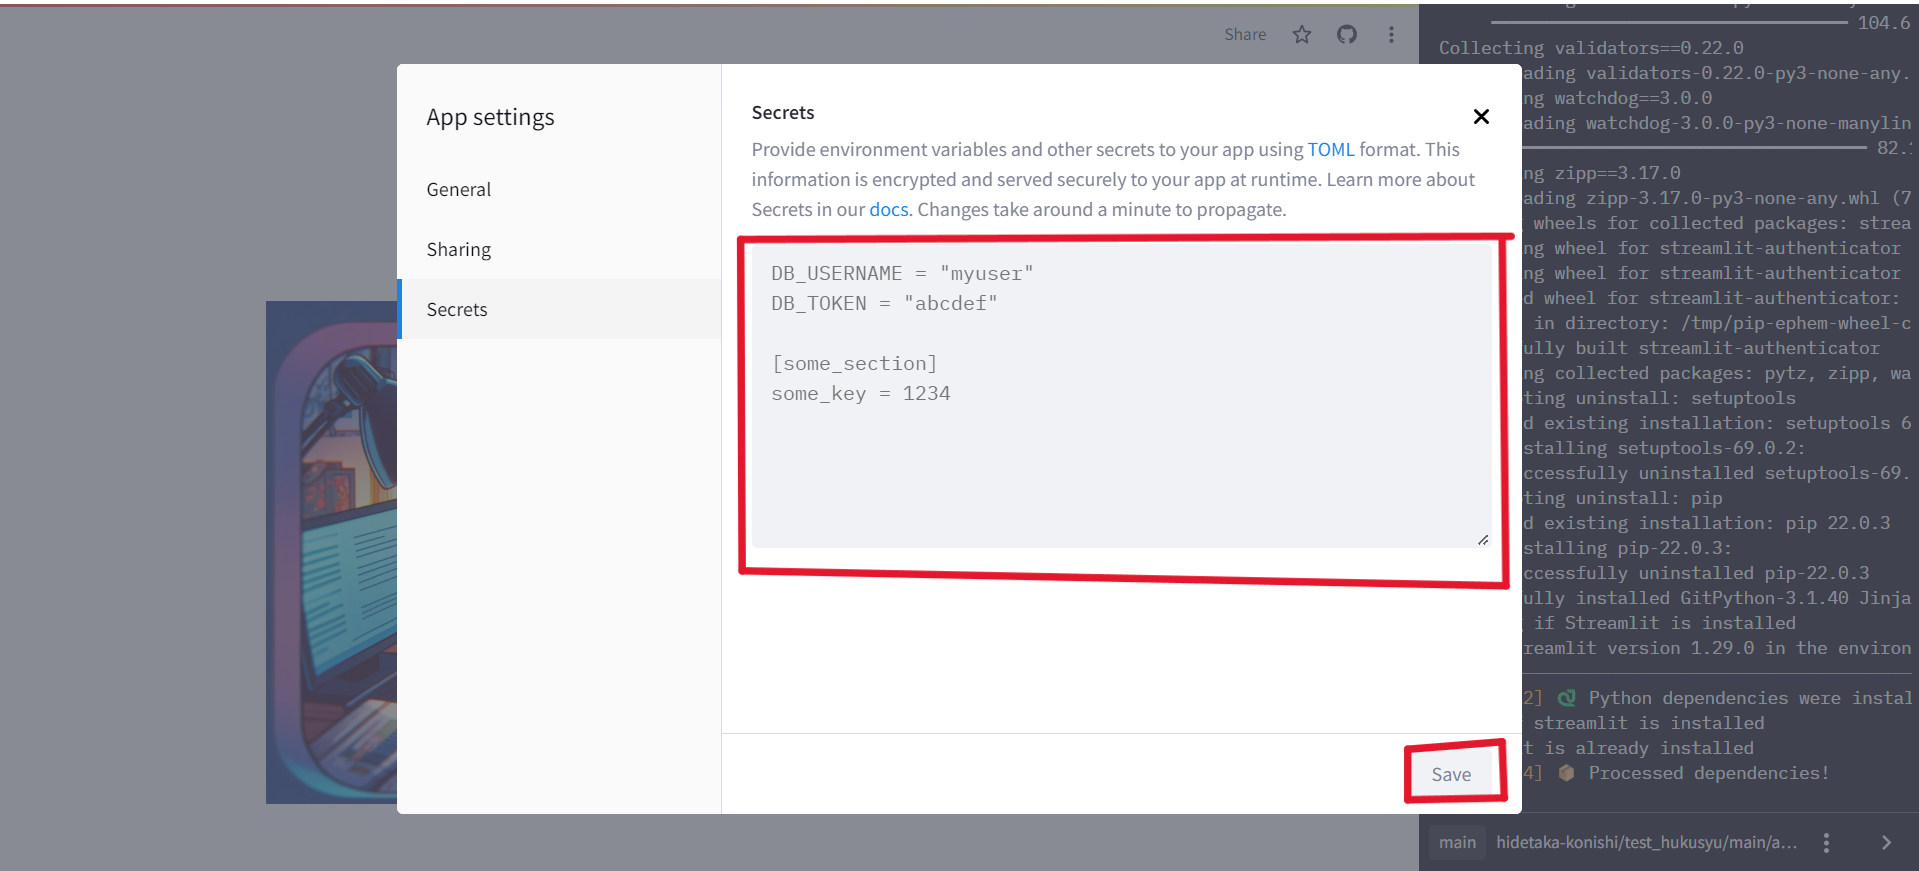 Share
App settings
General
Sharing
Secrets
Secrets
Provide environment variables and other secrets to your app using TOML format. This
information is encrypted and served securely to your app at runtime. Learn more about
Secrets in our docs. Changes take around a minute to propagate.
DB_USERNAME = "myuser"
DB_TOKEN = "abcdef"
[some_section]
some_key = 1234
Save
104.6
Collecting validators==0.22.0
ading validators-0.22.0-py3-none-any.
ng watchdog==3.0.0
ading watchdog-3.0.0-py3-none-manylin
82.
ng zipp==3.17.0
ading zipp-3.17.0-py3-none-any.whl (7
wheels for collected packages: strea
ng wheel for streamlit-authenticator
ng wheel for streamlit-authenticator
d wheel for streamlit-authenticator:
in directory: /tmp/pip-ephem-wheel-c
ully built streamlit-authenticator
ng collected packages: pytz, zipp, wa
ting uninstall: setuptools
d existing installation: setuptools 6
stalling setuptools-69.0.2:
ccessfully uninstalled setuptools-69.
ting uninstall: pip
d existing installation: pip 22.0.3
stalling pip-22.0.3:
ccessfully uninstalled pip-22.0.3
ully installed GitPython-3.1.40 Jinja
if Streamlit is installed
reamlit version 1.29.0 in the environ
2] Python dependencies were instal
streamlit is installed
t is already installed
4] 📦 Processed dependencies!
main hidetaka-konishi/test_hukusyu/main/a...